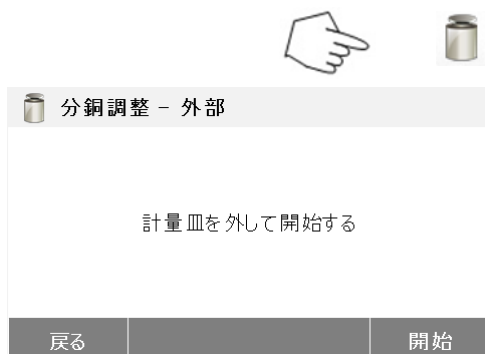 分銅調整 – 外部
計量皿を外して開始する
戻る
開始